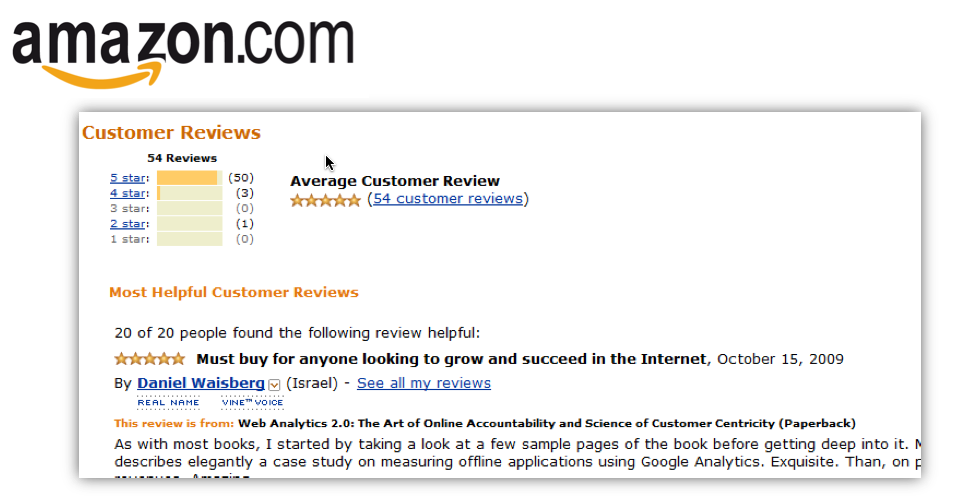 amazon.com
Customer Reviews
54 Reviews
5 star: (50)
4 star: (3)
3 star: (0)
2 star: (1)
1 star: (0)
Average Customer Review
(54 customer reviews)
Most Helpful Customer Reviews
20 of 20 people found the following review helpful:
Must buy for anyone looking to grow and succeed in the Internet, October 15, 2009
By Daniel Waisberg (Israel) - See all my reviews
REAL NAME VINE™ VOICE
This review is from: Web Analytics 2.0: The Art of Online Accountability and Science of Customer Centricity (Paperback)
As with most books, I started by taking a look at a few sample pages of the book before getting deep into it.
describes elegantly a case study on measuring offline applications using Google Analytics. Exquisite. Than, on
revenues. Amazing